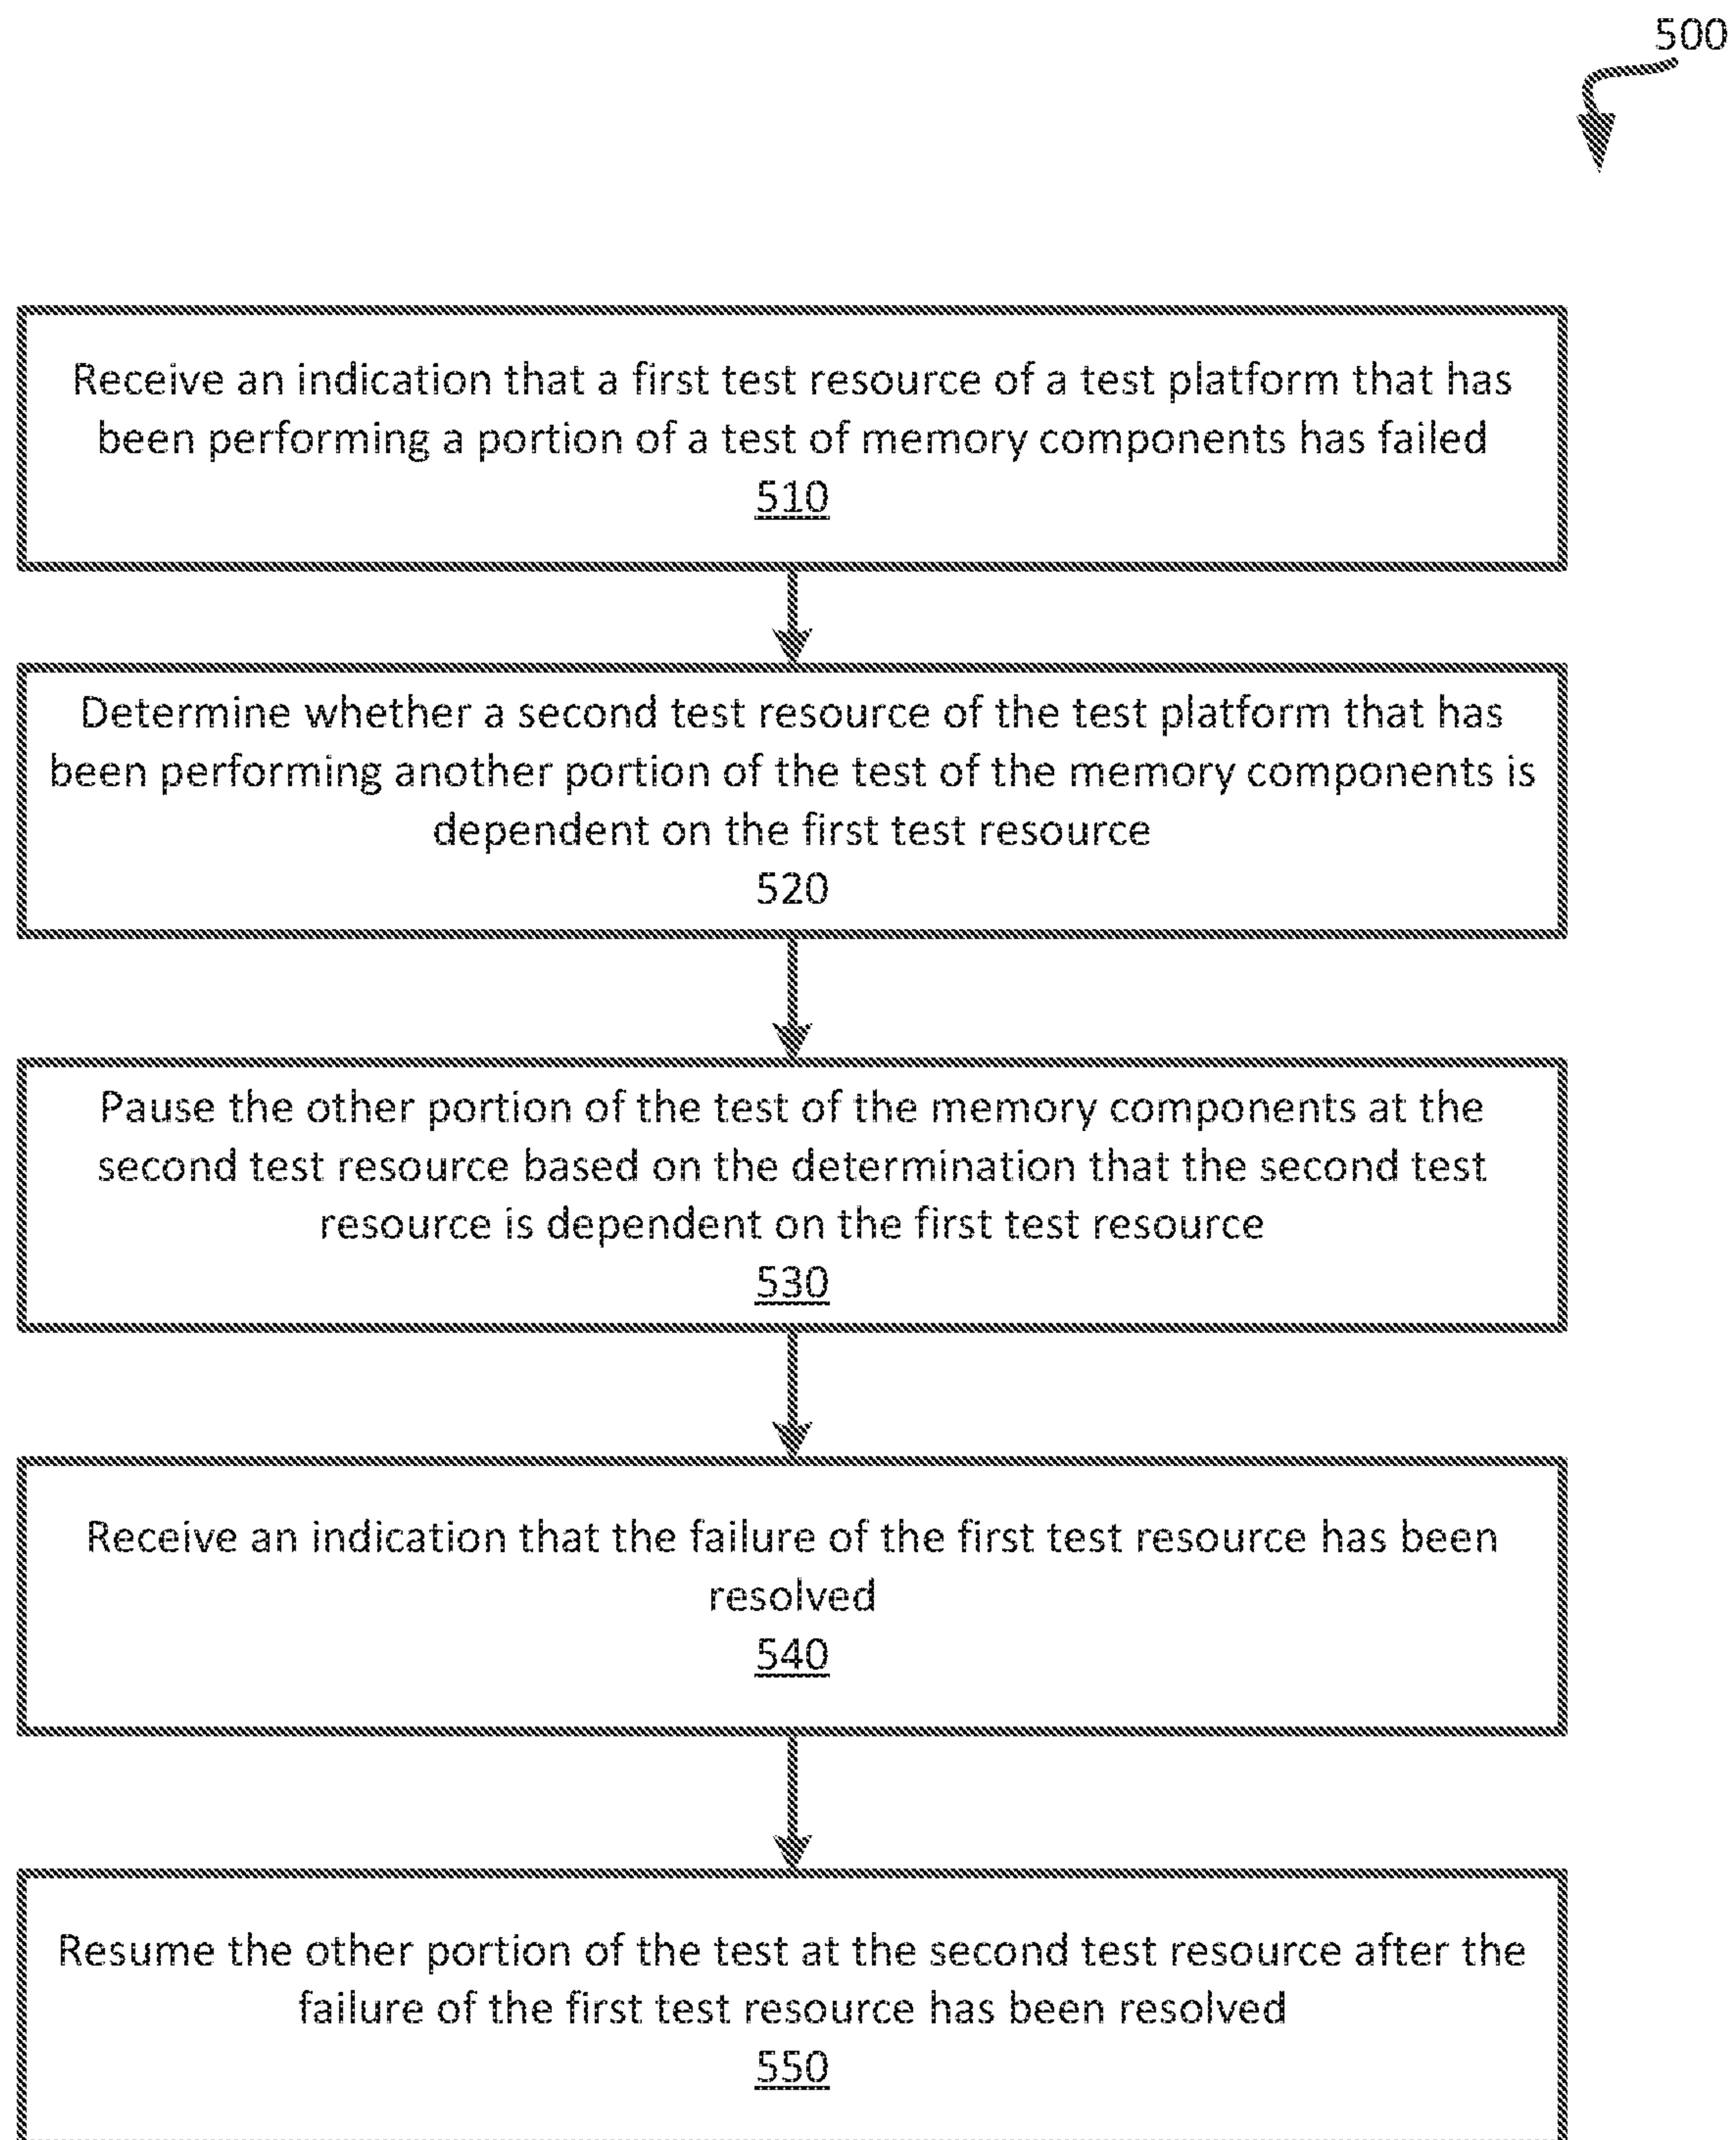 500
Receive an indication that a first test resource of a test platform that has
been performing a portion of a test of memory components has failed
510
Determine whether a second test resource of the test platform that has
been performing another portion of the test of the memory components is
dependent on the first test resource
520
Pause the other portion of the test of the memory components at the
second test resource based on the determination that the second test
resource is dependent on the first test resource
530
Receive an indication that the failure of the first test resource has been
resolved
540
Resume the other portion of the test at the second test resource after the
failure of the first test resource has been resolved
550